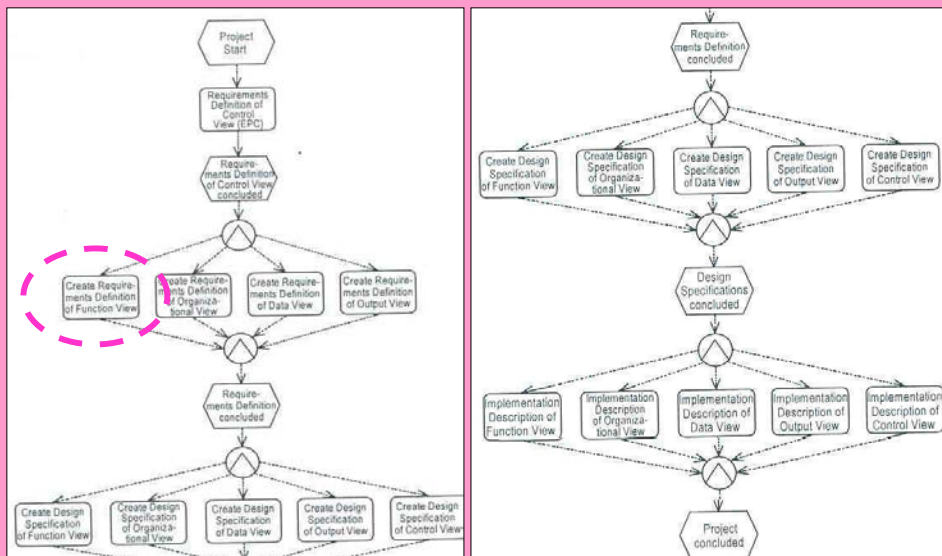 Project
Start
Requirements
Definition of
Control
View (EPC)
Require-
ments Definition
of Control View
concluded
Create Require-
ments Definition
of Function View
Create Require-
ments Definition
of Organiza-
tional View
Create Require-
ments Definition
of Data View
Create Require-
ments Definition
of Output View
Require-
ments Definition
concluded
Create Design
Specification
of Function View
Create Design
Specification
of Organiza-
tional View
Create Design
Specification
of Data View
Create Design
Specification
of Output View
Create Design
Specification
of Control View
Require-
ments Definition
concluded
Create Design
Specification
of Function View
Create Design
Specification
of Organiza-
tional View
Create Design
Specification
of Data View
Create Design
Specification
of Output View
Create Design
Specification
of Control View
Design
Specifications
concluded
Implementation
Description of
Function View
Implementation
Description
of Organiza-
tional View
Implementation
Description of
Data View
Implementation
Description of
Output View
Implementation
Description of
Control View
Project
concluded